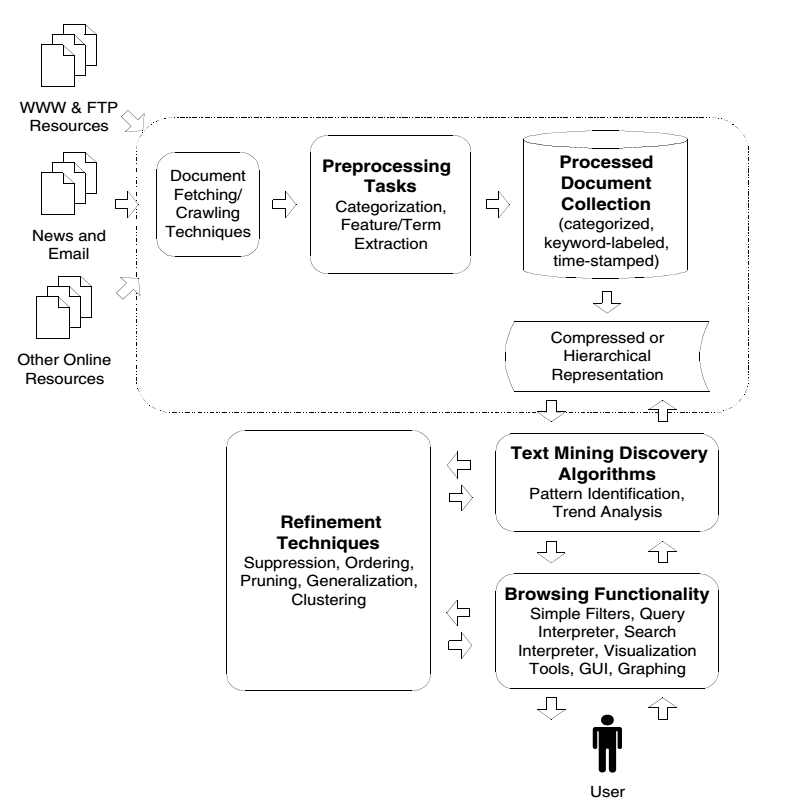 WWW & FTP
Resources
News and
Email
Other Online
Resources
Document
Fetching/
Crawling
Techniques
Preprocessing
Tasks
Categorization,
Feature/Term
Extraction
Processed
Document
Collection
(categorized,
keyword-labeled,
time-stamped)
Compressed or
Hierarchical
Representation
Text Mining Discovery
Algorithms
Pattern Identification,
Trend Analysis
Refinement
Techniques
Suppression, Ordering,
Pruning, Generalization,
Clustering
Browsing Functionality
Simple Filters, Query
Interpreter, Search
Interpreter, Visualization
Tools, GUI, Graphing
User